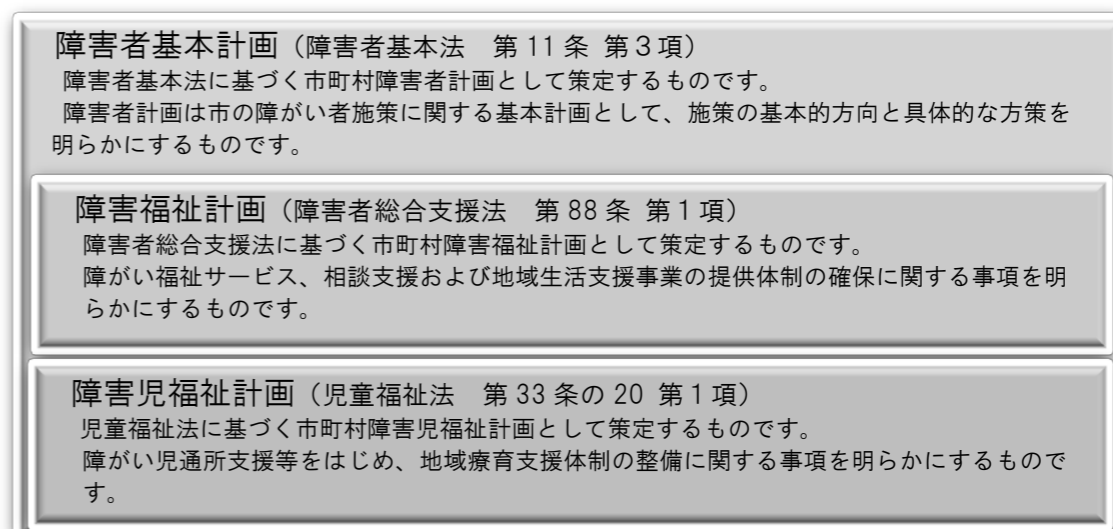 障害者基本計画（障害者基本法　第11条 第３項）
障害者基本法に基づく市町村障害者計画として策定するものです。
障害者計画は市の障がい者施策に関する基本計画として、施策の基本的方向と具体的な方策を
明らかにするものです。
障害福祉計画（障害者総合支援法　第88条 第１項）
障害者総合支援法に基づく市町村障害福祉計画として策定するものです。
障がい福祉サービス、相談支援および地域生活支援事業の提供体制の確保に関する事項を明
らかにするものです。
障害児福祉計画（児童福祉法　第33条の20 第１項）
児童福祉法に基づく市町村障害児福祉計画として策定するものです。
障がい児通所支援等をはじめ、地域療育支援体制の整備に関する事項を明らかにするもので
す。